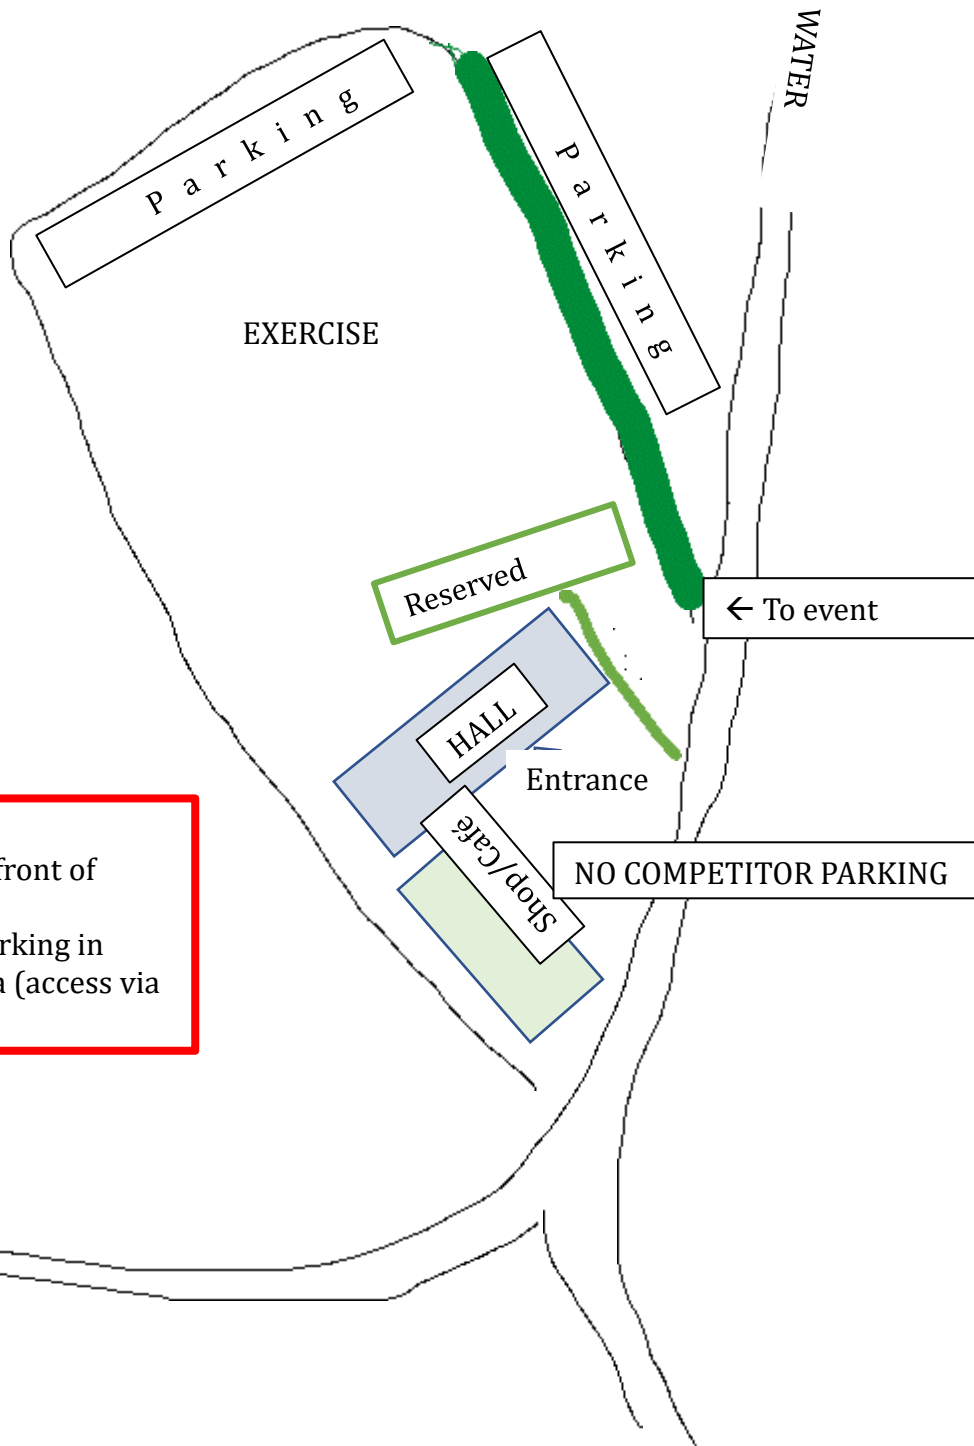 WATER
Parking
Parking
EXERCISE
Reserved
← To event
HALL
Entrance
Shop/Café
NO COMPETITOR PARKING
front of
rking in
a (access via